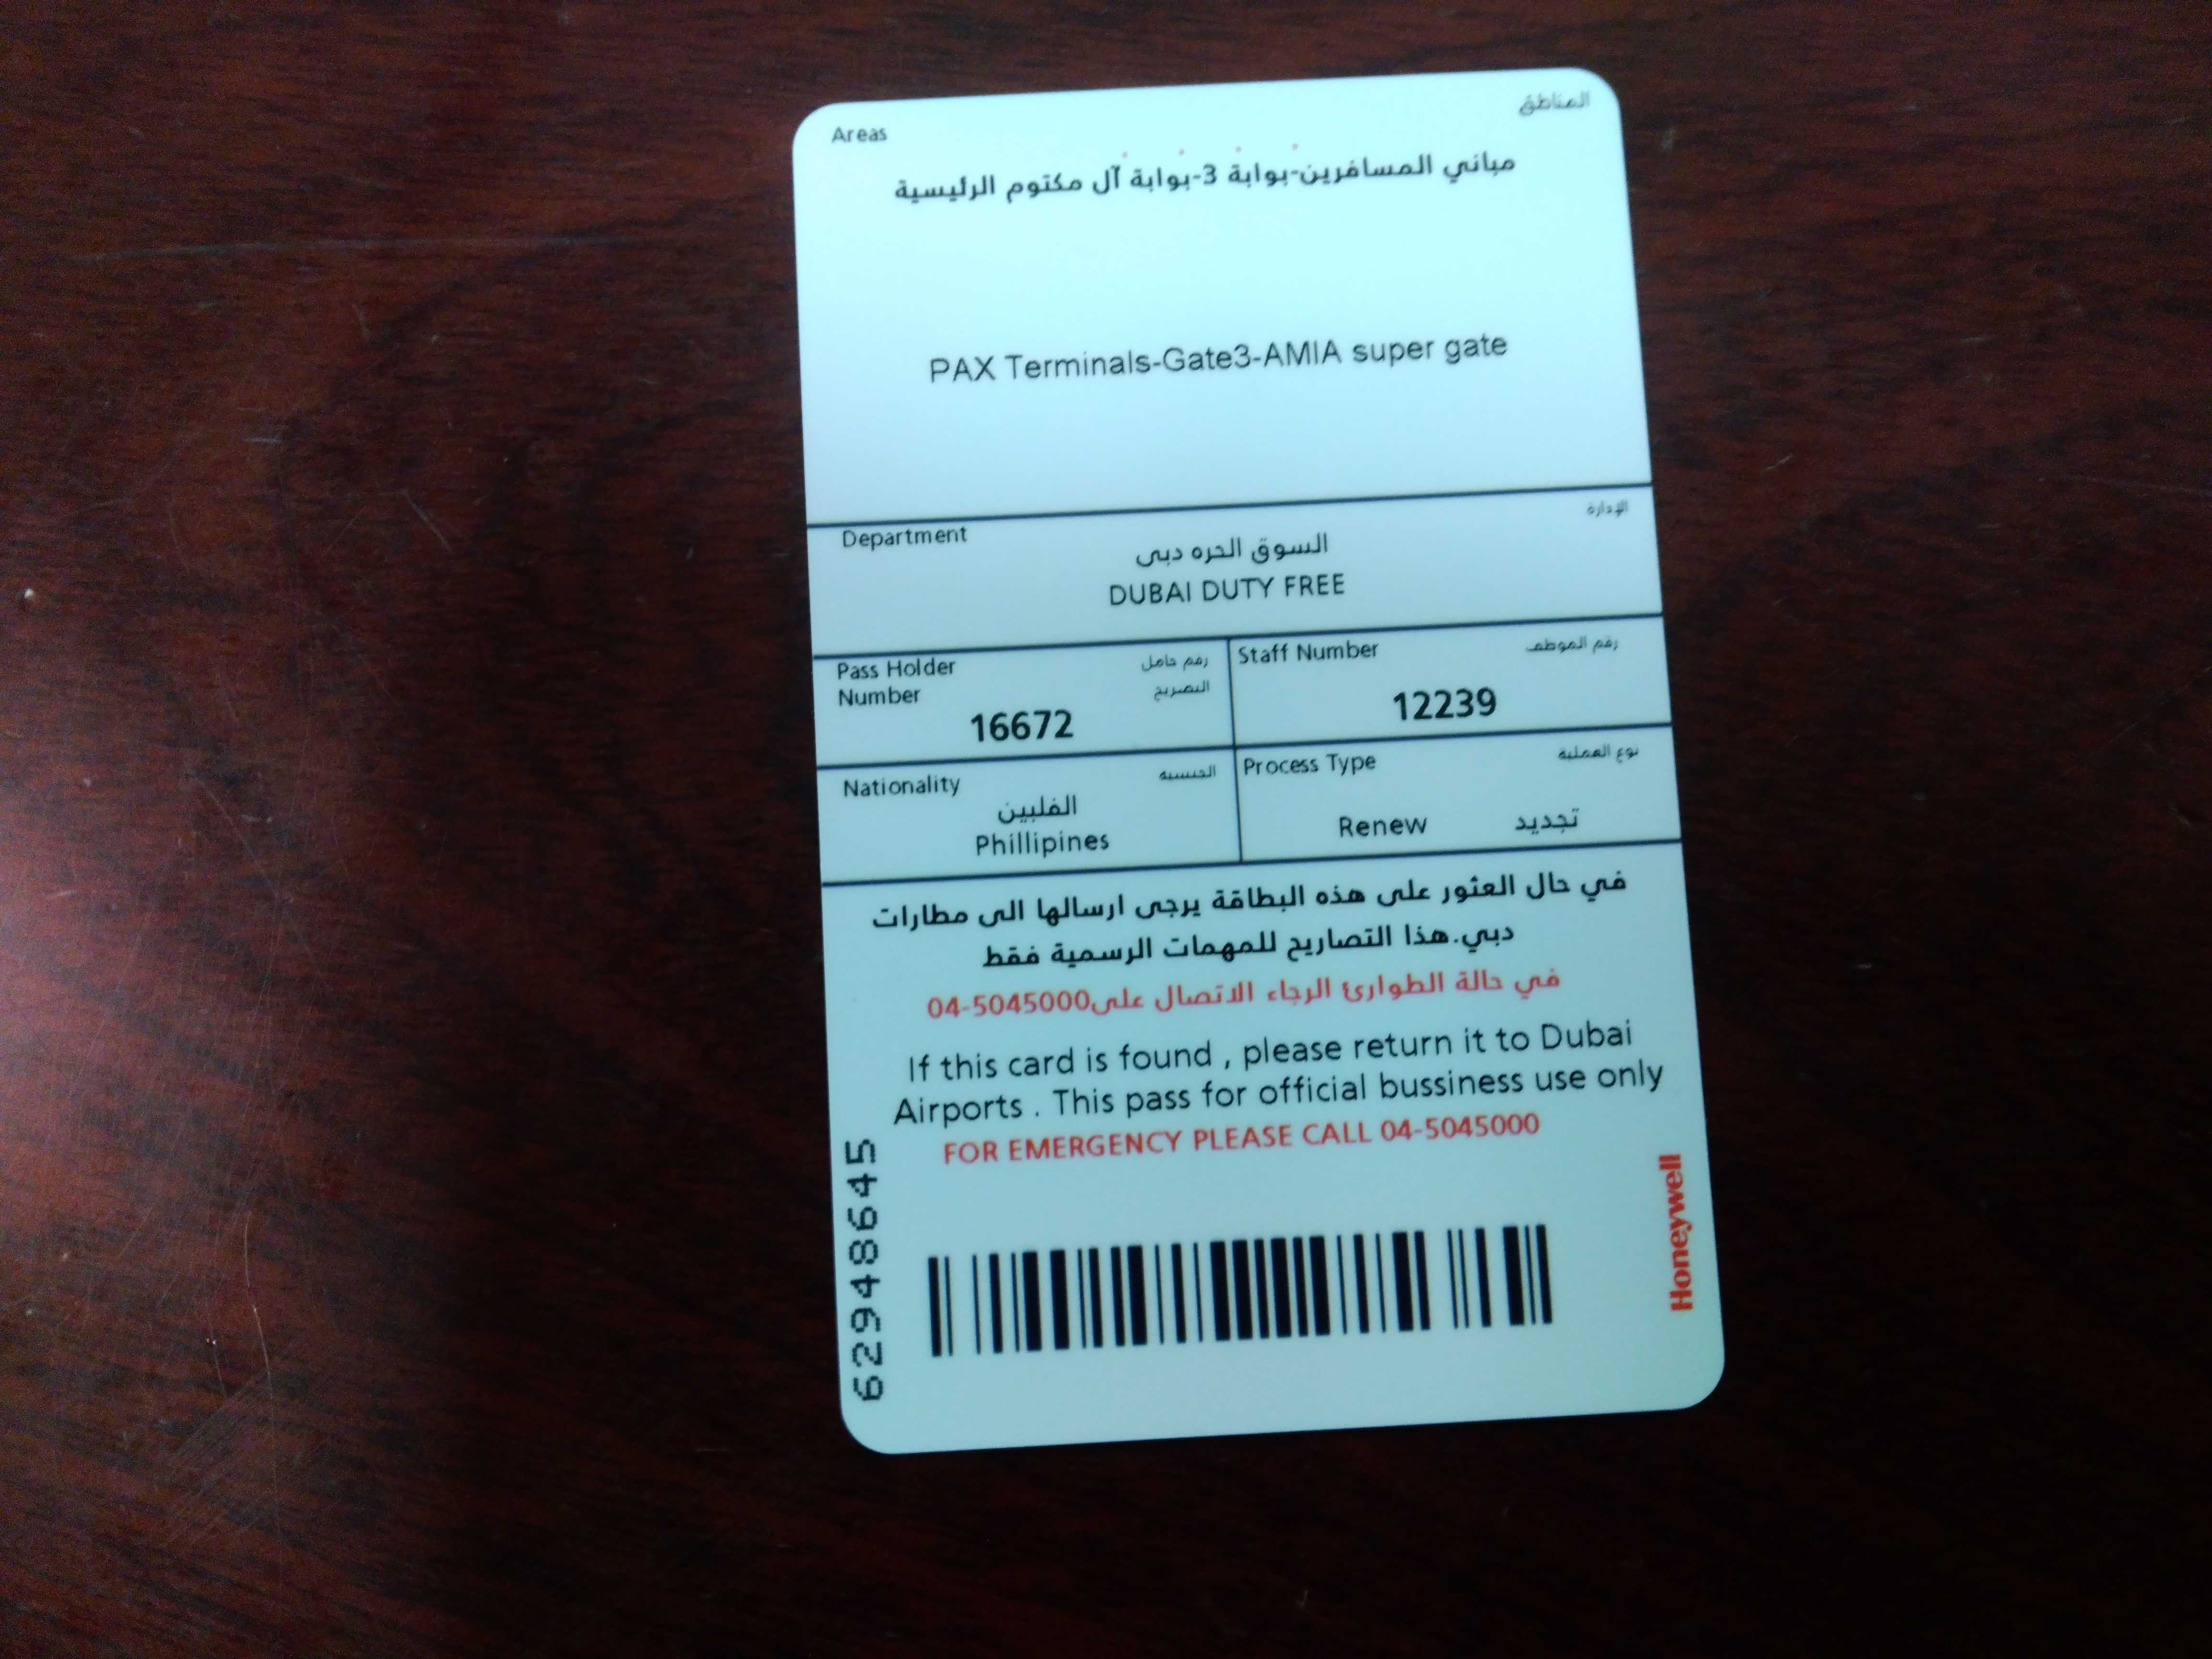 Areas المناطق
مباني المسافرين-بوابة 3-بوابة آل مكتوم الرئيسية
PAX Terminals-Gate3-AMIA super gate
Department الإدارة
السوق الحره دبى
DUBAI DUTY FREE
Pass Holder رقم حامل
Number التصريح
16672
Staff Number رقم الموظف
12239
Nationality الجنسية
الفلبين
Phillipines
Process Type نوع العملية
Renew تجديد
في حال العثور على هذه البطاقة يرجى ارسالها الى مطارات
دبي.هذا التصاريح للمهمات الرسمية فقط
في حالة الطوارئ الرجاء الاتصال على04-5045000
If this card is found , please return it to Dubai
Airports . This pass for official bussiness use only
FOR EMERGENCY PLEASE CALL 04-5045000
62948645
Honeywell